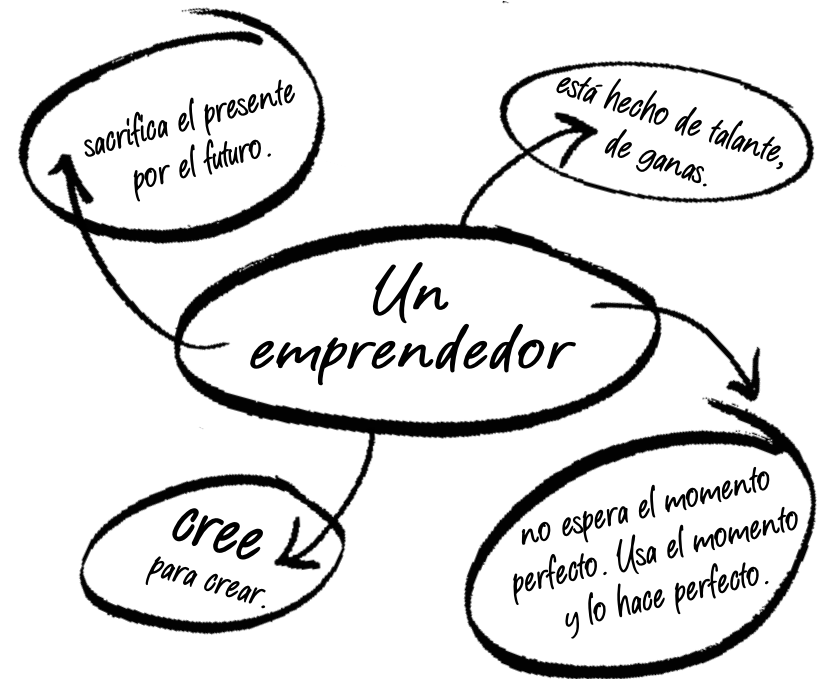 sacrifica el presente
por el futuro.
está hecho de talante,
de ganas.
Un
emprendedor
cree
para crear.
no espera el momento
perfecto. Usa el momento
y lo hace perfecto.